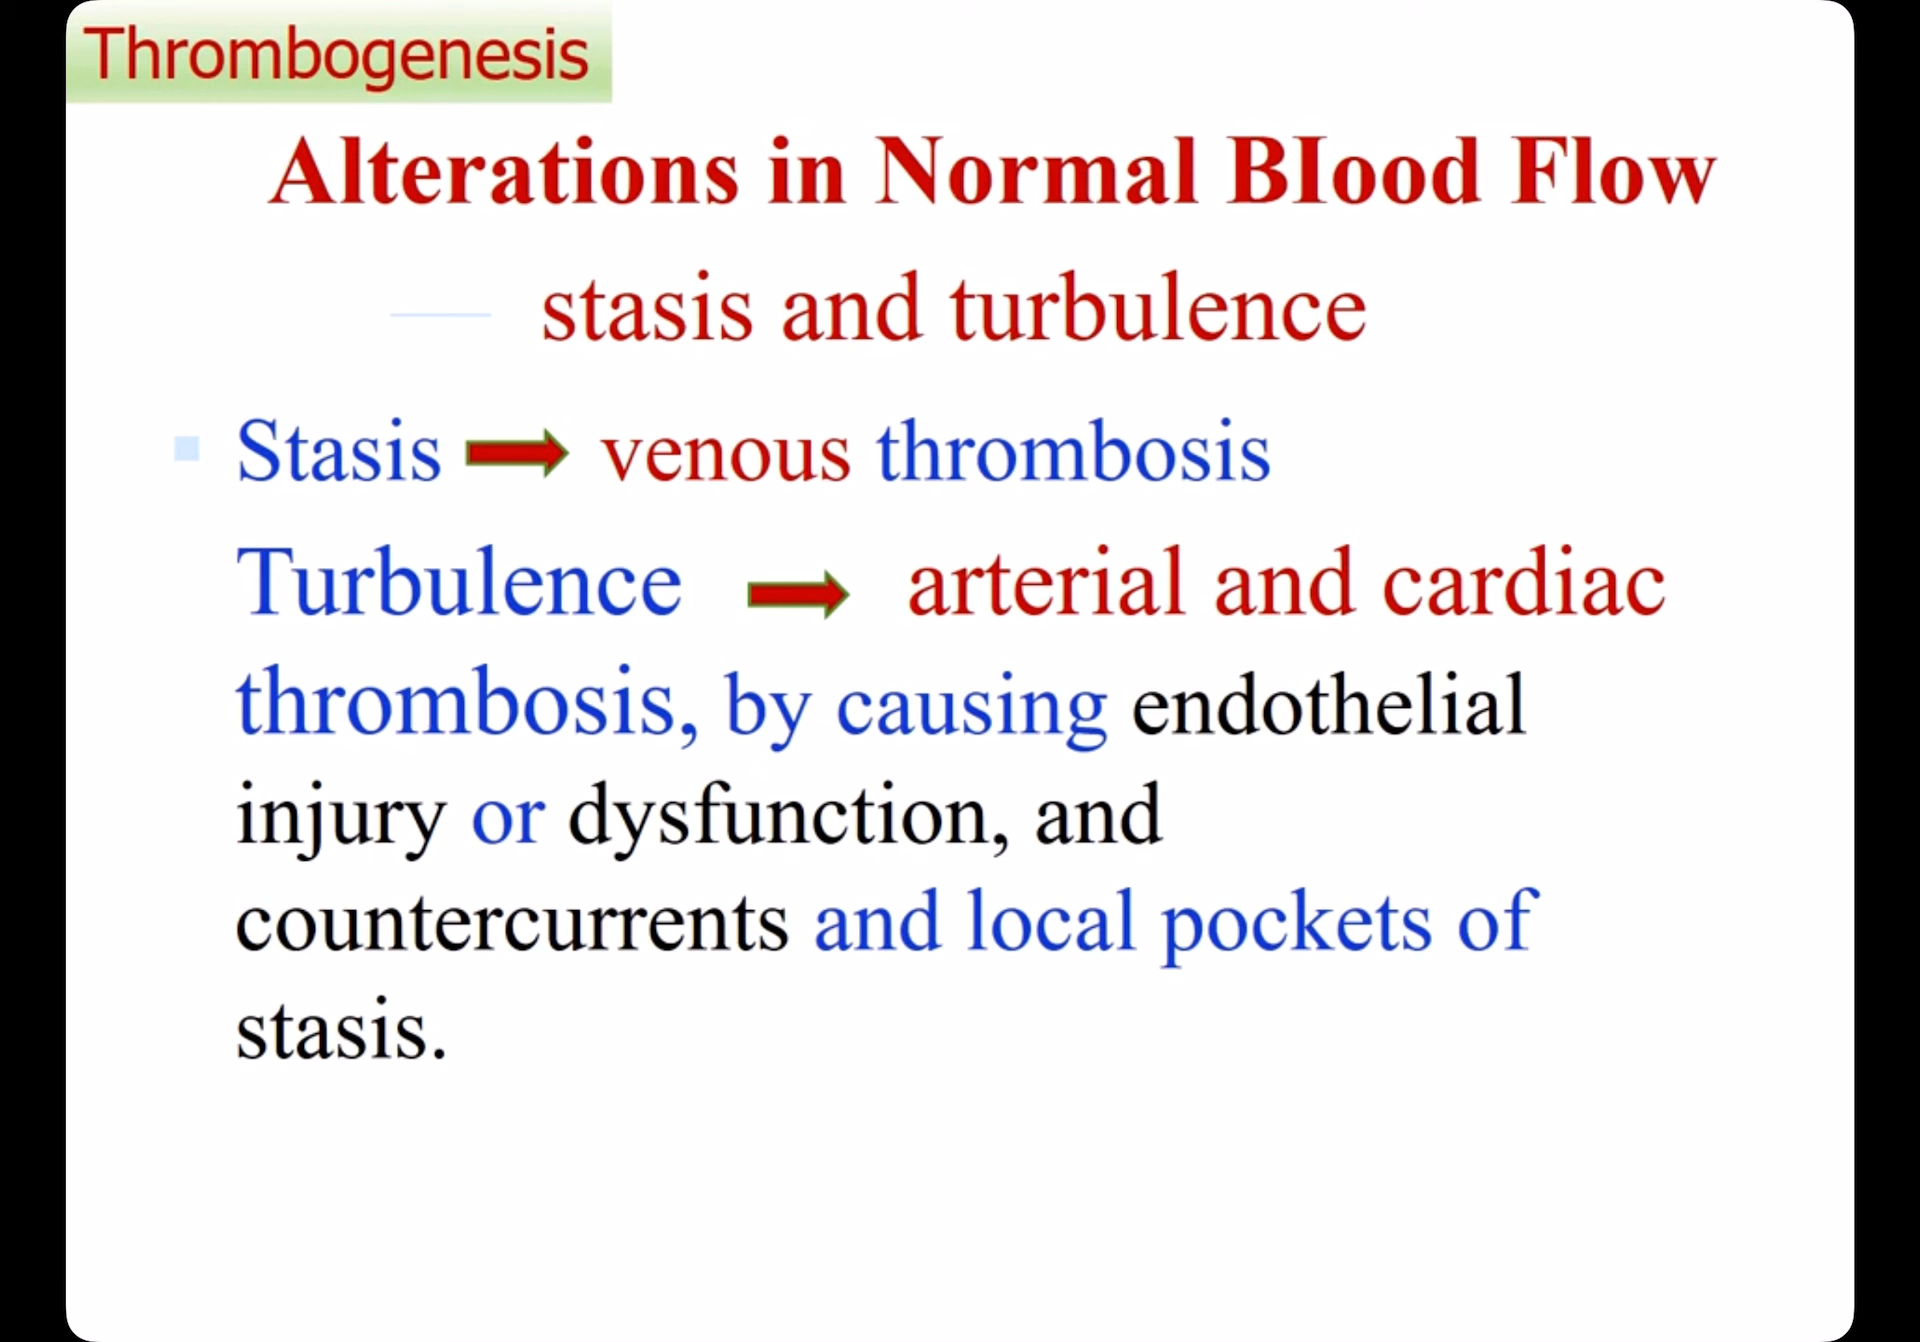 Thrombogenesis
Alterations in Normal BIood Flow
— stasis and turbulence
Stasis ➡ venous thrombosis
Turbulence ➡ arterial and cardiac
thrombosis, by causing endothelial
injury or dysfunction, and
countercurrents and local pockets of
stasis.